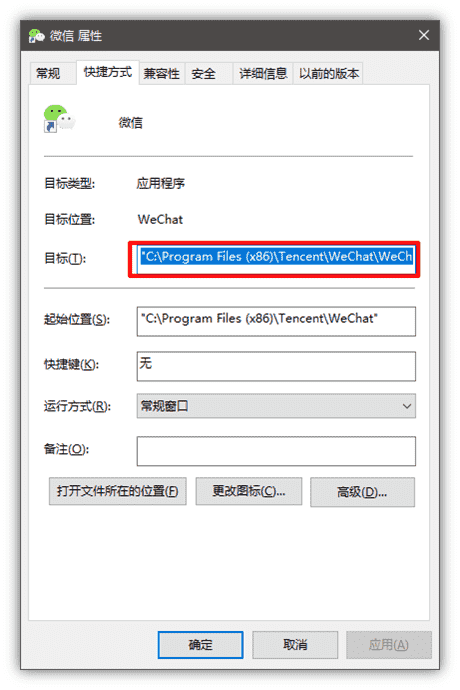 微信 属性
常规 快捷方式 兼容性 安全 详细信息 以前的版本
微信
目标类型: 应用程序
目标位置: WeChat
目标(T): "C:\Program Files (x86)\Tencent\WeChat\WeCh
起始位置(S): "C:\Program Files (x86)\Tencent\WeChat"
快捷键(K): 无
运行方式(R): 常规窗口
备注(O):
打开文件所在的位置(F) 更改图标(C)... 高级(D)...
确定 取消 应用(A)